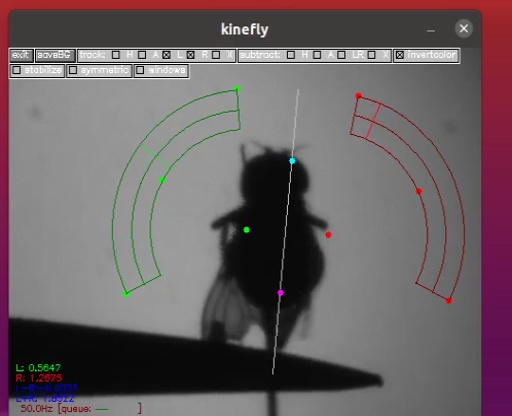 kinefly
exit saveBG track: H A L R X subtract: H A LR X invertcolor
stabilize symmetric windows
L: 0.5647
R: 1.2675
50.0Hz [queue: — ]